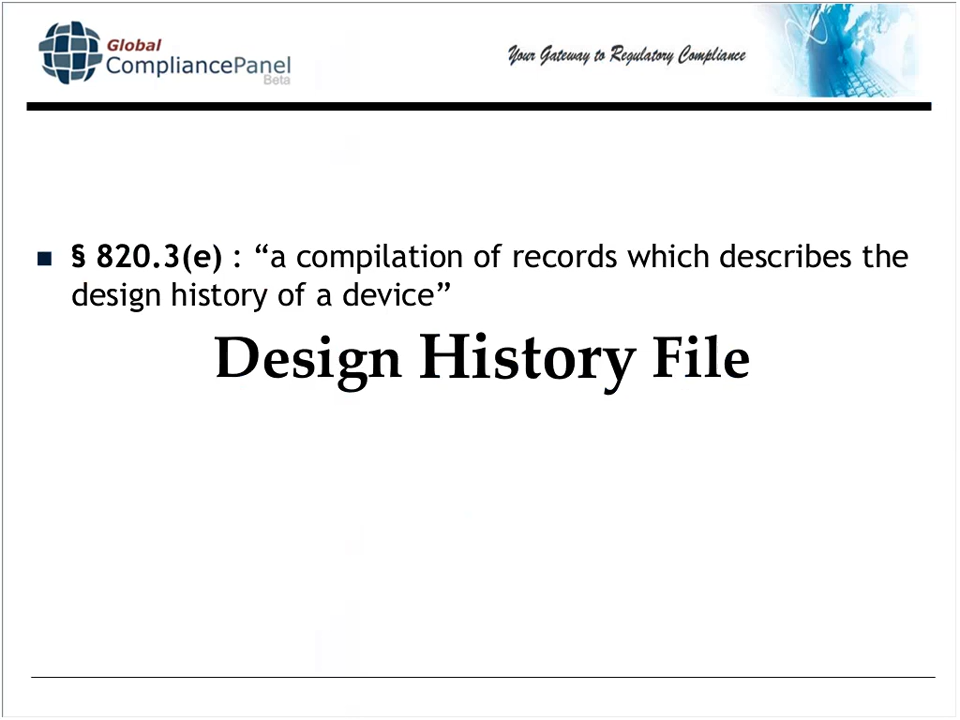 Global
CompliancePanel
Beta
Your Gateway to Regulatory Compliance
§ 820.3(e) : “a compilation of records which describes the
design history of a device”
Design History File